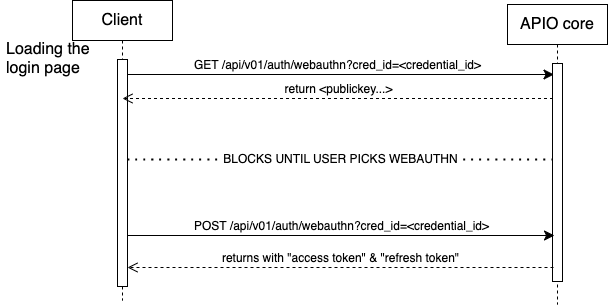 Client
APIO core
Loading the
login page
GET /api/v01/auth/webauthn?cred_id=<credential_id>
return <publickey...>
BLOCKS UNTIL USER PICKS WEBAUTHN
POST /api/v01/auth/webauthn?cred_id=<credential_id>
returns with "access token" & "refresh token"